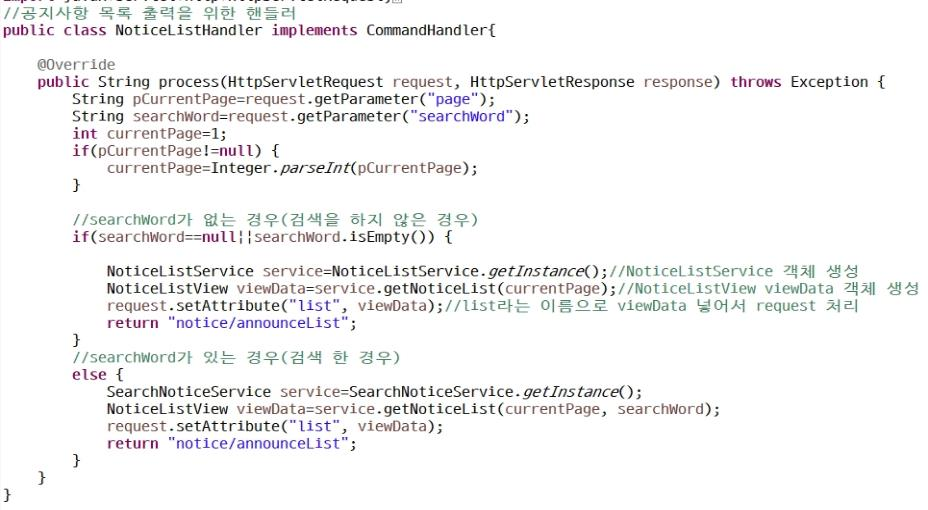 //공지사항 목록 출력을 위한 핸들러
public class NoticeListHandler implements CommandHandler{
@Override
public String process(HttpServletRequest request, HttpServletResponse response) throws Exception {
String pCurrentPage=request.getParameter("page");
String searchWord=request.getParameter("searchWord");
int currentPage=1;
if(pCurrentPage!=null) {
currentPage=Integer.parseInt(pCurrentPage);
}
//searchWord가 없는 경우(검색을 하지 않은 경우)
if(searchWord==null||searchWord.isEmpty()) {
NoticeListService service=NoticeListService.getInstance();//NoticeListService 객체 생성
NoticeListView viewData=service.getNoticeList(currentPage);//NoticeListView viewData 객체 생성
request.setAttribute("list", viewData);//list라는 이름으로 viewData 넣어서 request 처리
return "notice/announceList";
}
//searchWord가 있는 경우(검색 한 경우)
else {
SearchNoticeService service=SearchNoticeService.getInstance();
NoticeListView viewData=service.getNoticeList(currentPage, searchWord);
request.setAttribute("list", viewData);
return "notice/announceList";
}
}
}